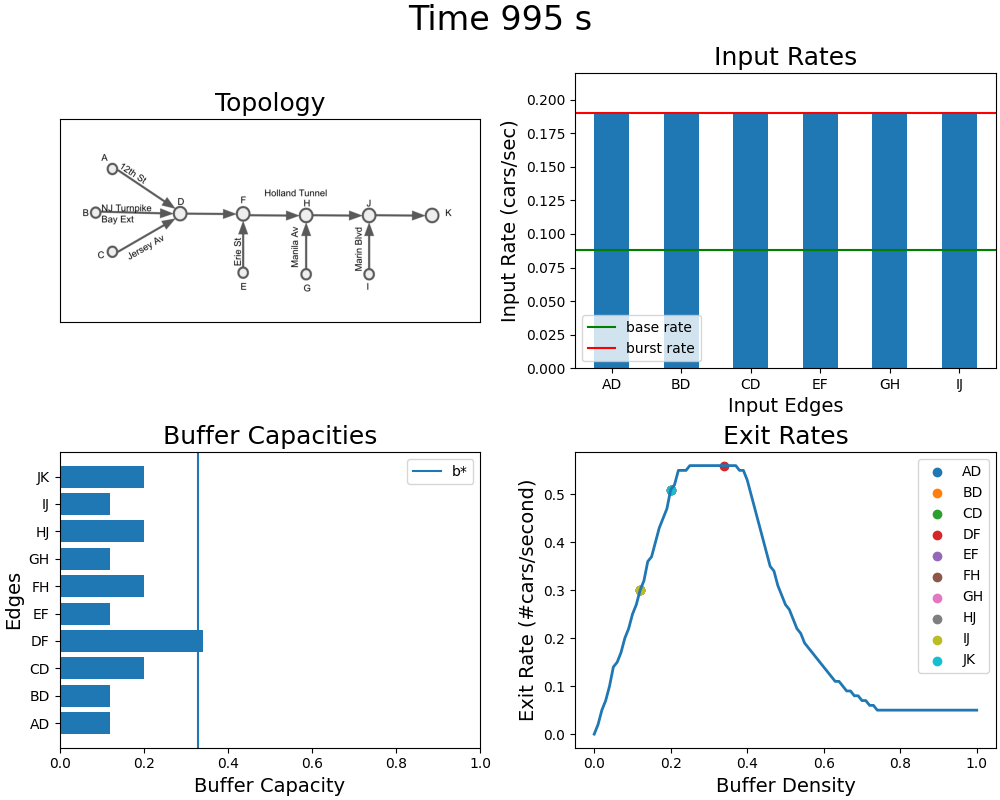 Time 995 s
Topology
A
12th St
B
NJ Turnpike
Bay Ext
C
Jersey Av
D
F
Holland Tunnel
H
J
K
Erie St
Manila Av
Marin Blvd
E
G
I
Input Rates
Input Rate (cars/sec)
0.200
0.175
0.150
0.125
0.100
0.075
0.050
0.025
0.000
base rate
burst rate
AD BD CD EF GH IJ
Input Edges
Buffer Capacities
Edges
JK
IJ
HJ
GH
FH
EF
DF
CD
BD
AD
b*
0.0 0.2 0.4 0.6 0.8 1.0
Buffer Capacity
Exit Rates
Exit Rate (#cars/second)
0.5
0.4
0.3
0.2
0.1
0.0
AD
BD
CD
DF
EF
FH
GH
HJ
IJ
JK
0.0 0.2 0.4 0.6 0.8 1.0
Buffer Density